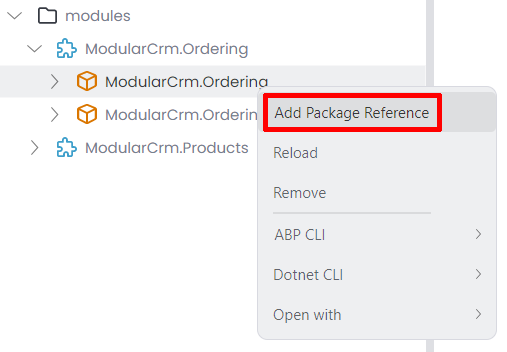 modules
ModularCrm.Ordering
ModularCrm.Ordering
ModularCrm.Orderin
Add Package Reference
Reload
ModularCrm.Products
Remove
ABP CLI
Dotnet CLI
Open with